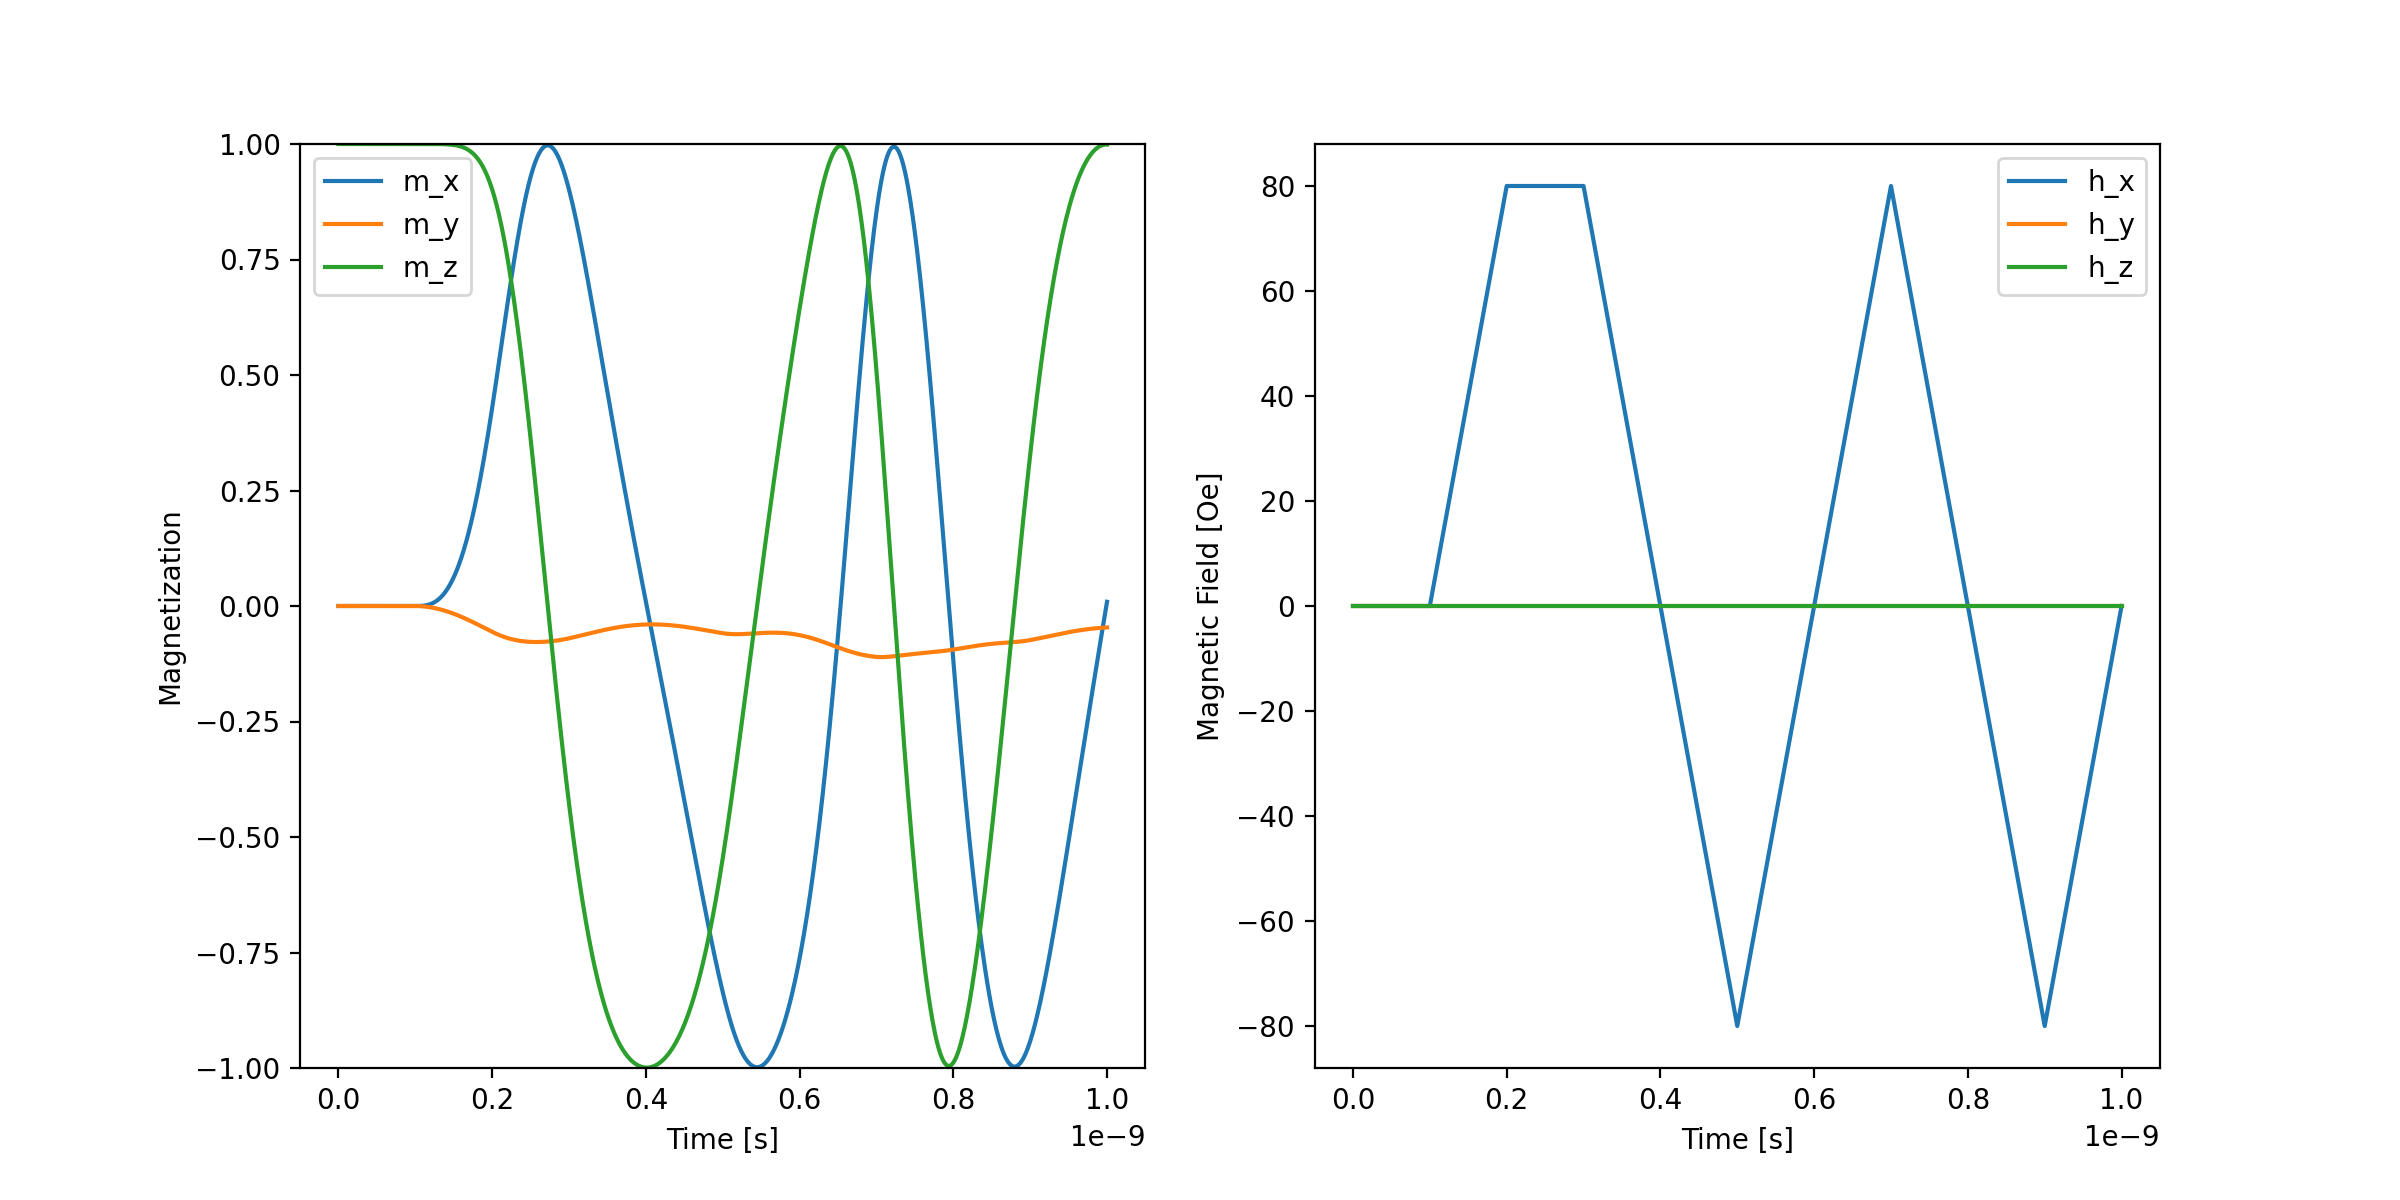 1.00
0.75
0.50
0.25
0.00
−0.25
−0.50
−0.75
−1.00
Magnetization
m_x
m_y
m_z
0.0 0.2 0.4 0.6 0.8 1.0
1e−9
Time [s]
80
60
40
20
0
−20
−40
−60
−80
Magnetic Field [Oe]
h_x
h_y
h_z
0.0 0.2 0.4 0.6 0.8 1.0
1e−9
Time [s]